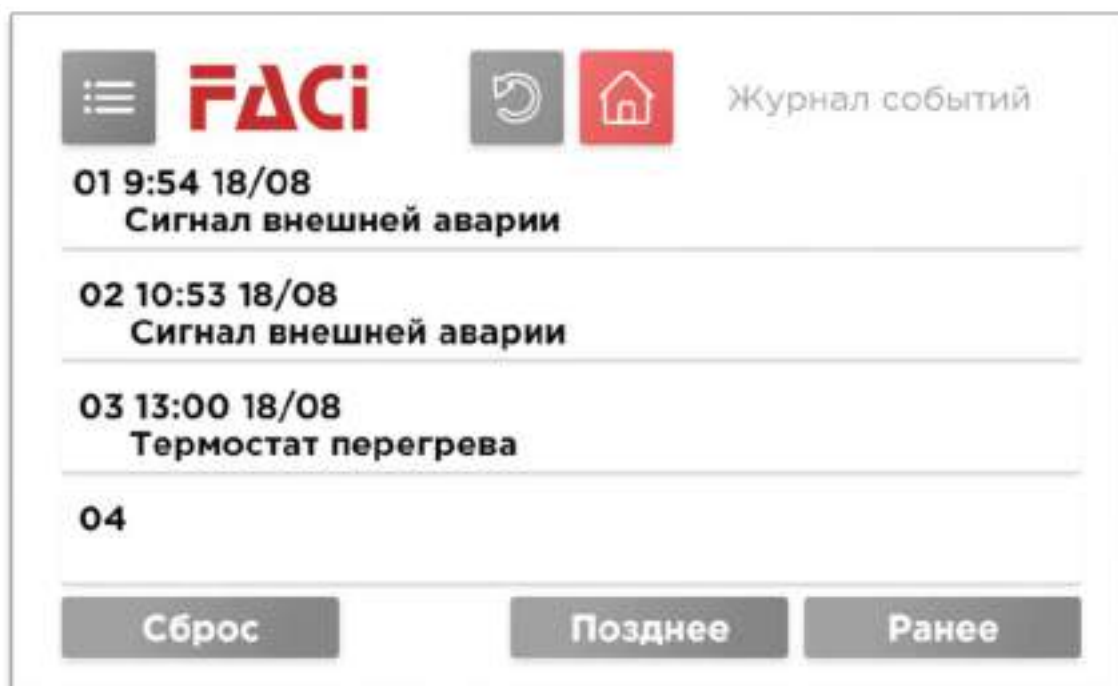 FACi
Журнал событий
01 9:54 18/08
Сигнал внешней аварии
02 10:53 18/08
Сигнал внешней аварии
03 13:00 18/08
Термостат перегрева
04
Сброс
Позднее
Ранее